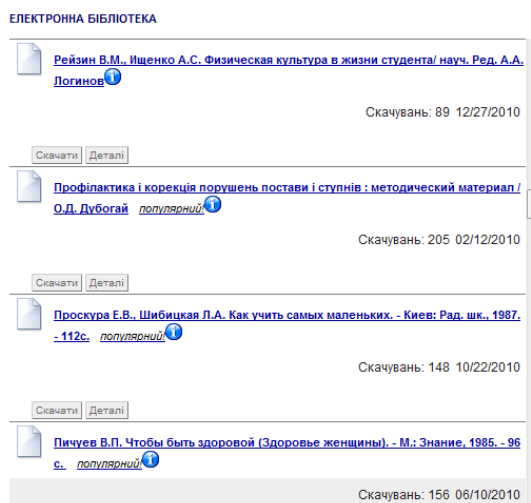 ЕЛЕКТРОННА БІБЛІОТЕКА
Рейзин В.М., Ищенко А.С. Физическая культура в жизни студента/ науч. Ред. А.А.
Логинов
Скачувань: 89 12/27/2010
Скачати Деталі
Профілактика і корекція порушень постави і ступнів : методический материал /
О.Д. Дубогай популярний!
Скачувань: 205 02/12/2010
Скачати Деталі
Проскура Е.В., Шибицкая Л.А. Как учить самых маленьких. - Киев: Рад. шк., 1987.
- 112с. популярний!
Скачувань: 148 10/22/2010
Скачати Деталі
Пичуев В.П. Чтобы быть здоровой (Здоровье женщины). - М.: Знание, 1985. - 96
с. популярний!
Скачувань: 156 06/10/2010